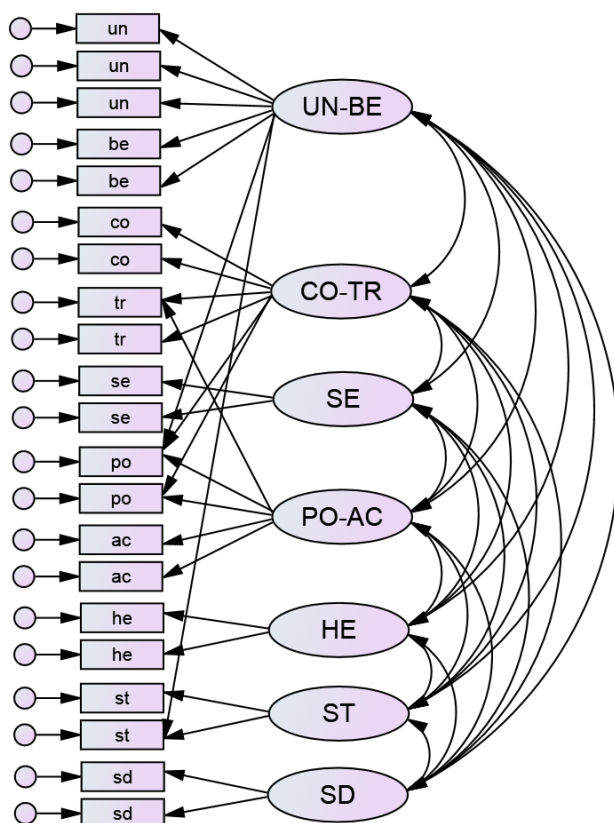 un
un
un
be
be
co
co
tr
tr
se
se
po
po
ac
ac
he
he
st
st
sd
sd
UN-BE
CO-TR
SE
PO-AC
HE
ST
SD